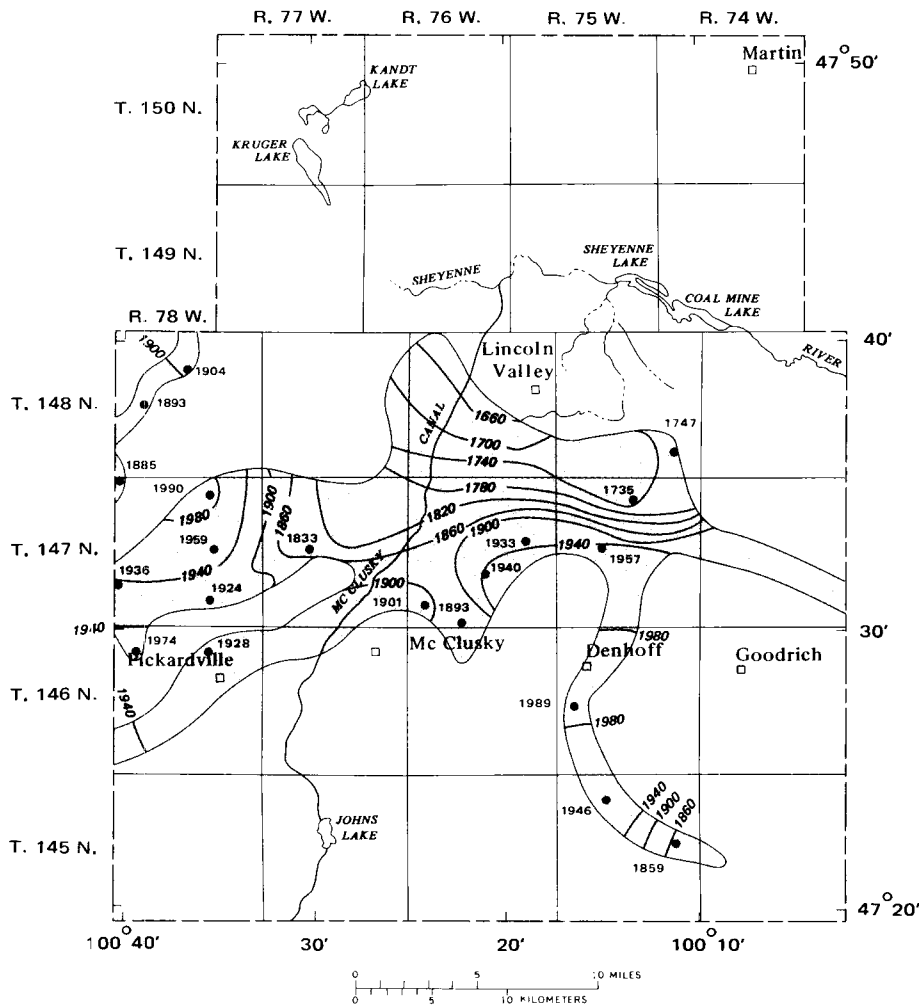 R. 77 W. R. 76 W. R. 75 W. R. 74 W.
Martin
47° 50'
KANDT
LAKE
T. 150 N.
KRUGER
LAKE
T. 149 N.
SHEYENNE
LAKE
SHEYENNE
COAL MINE
LAKE
R. 78 W.
RIVER
40'
1900
1904
Lincoln
Valley
T. 148 N.
1893
1660
CANAL
1700
1747
1740
1885
1990
1780
1735
1980
1900
1860
1820
1860
1900
T. 147 N.
1959
1833
1933
1940
1957
1936
1940
1924
MC CLUSKY
1900
1940
1901
1893
1940
30'
1974
1928
Mc Clusky
1980
Denhoff
Goodrich
Pickardville
T. 146 N.
1940
1989
1980
1946
1940
1900
1860
JOHNS
LAKE
T. 145 N.
1859
47° 20'
100° 40' 30' 20' 100° 10'
0 5 10 MILES
0 5 10 KILOMETERS